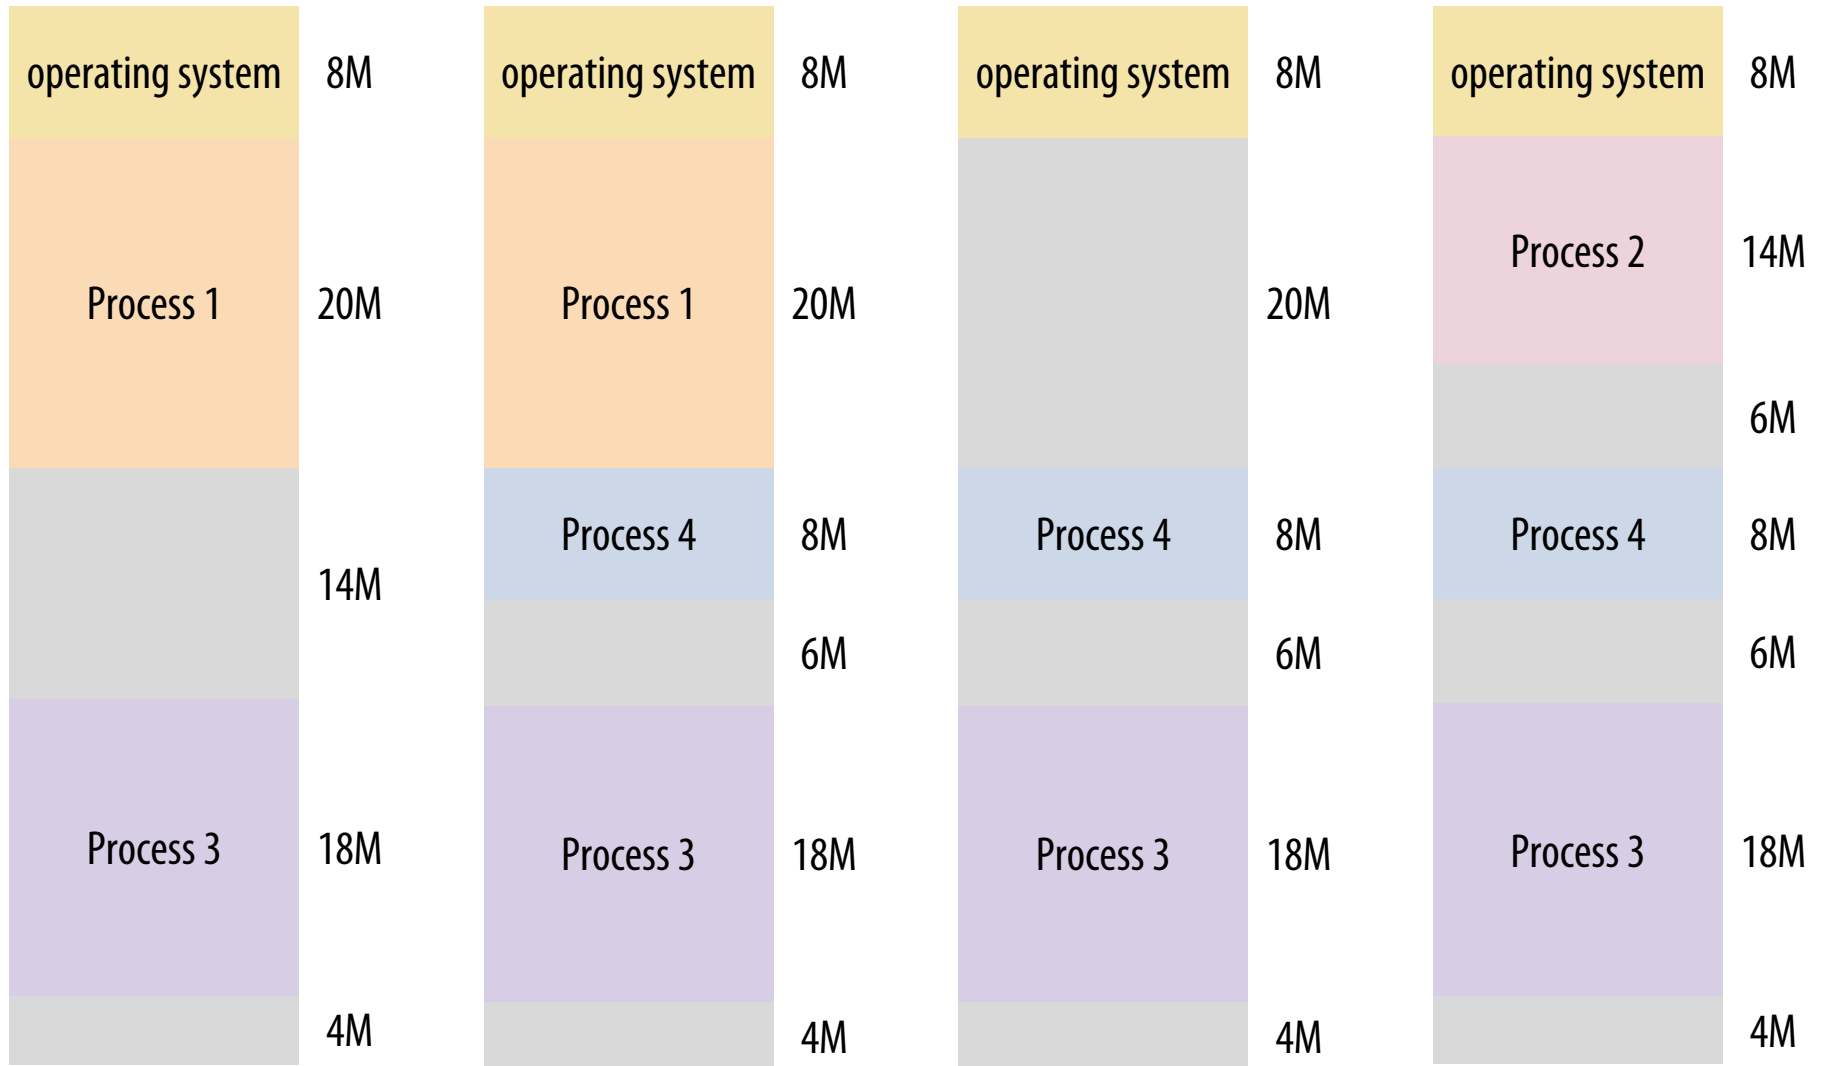 operating system 8M
Process 1 20M
14M
Process 3 18M
4M
operating system 8M
Process 1 20M
Process 4 8M
6M
Process 3 18M
4M
operating system 8M
20M
Process 4 8M
6M
Process 3 18M
4M
operating system 8M
Process 2 14M
6M
Process 4 8M
6M
Process 3 18M
4M